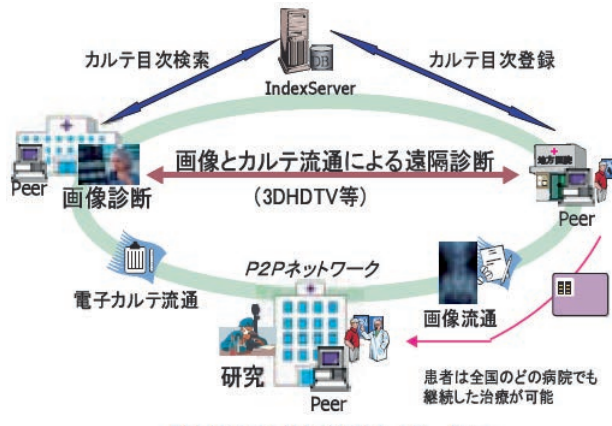 カルテ目次検索
カルテ目次登録
DB
IndexServer
地方医院
画像とカルテ流通による遠隔診断
(3DHDTV等)
Peer
画像診断
Peer
P2Pネットワーク
電子カルテ流通
画像流通
研究
Peer
患者は全国のどの病院でも
継続した治療が可能